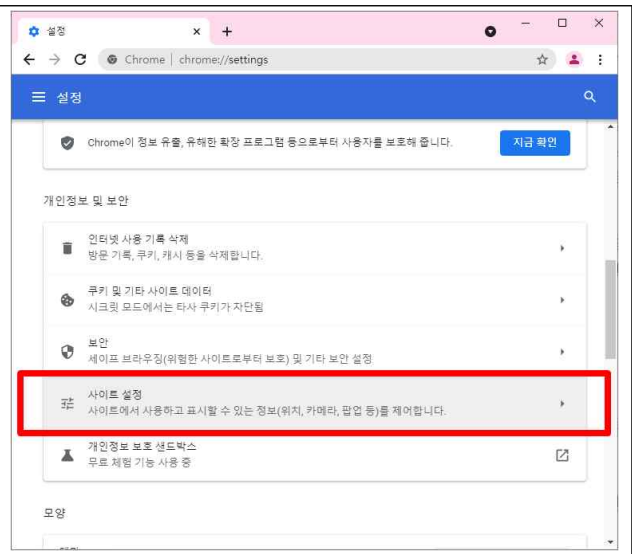 설정
Chrome | chrome://settings
설정
Chrome이 정보 유출, 유해한 확장 프로그램 등으로부터 사용자를 보호해 줍니다.
지금 확인
개인정보 및 보안
인터넷 사용 기록 삭제
방문 기록, 쿠키, 캐시 등을 삭제합니다.
쿠키 및 기타 사이트 데이터
시크릿 모드에서는 타사 쿠키가 차단됨
보안
세이프 브라우징(위험한 사이트로부터 보호) 및 기타 보안 설정
사이트 설정
사이트에서 사용하고 표시할 수 있는 정보(위치, 카메라, 팝업 등)를 제어합니다.
개인정보 보호 샌드박스
무료 체험 기능 사용 중
모양